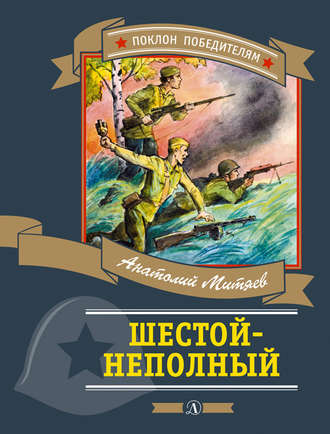 ПОКЛОН ПОБЕДИТЕЛЯМ
Анатолий Митяев
ШЕСТОЙ-
НЕПОЛНЫЙ
Д